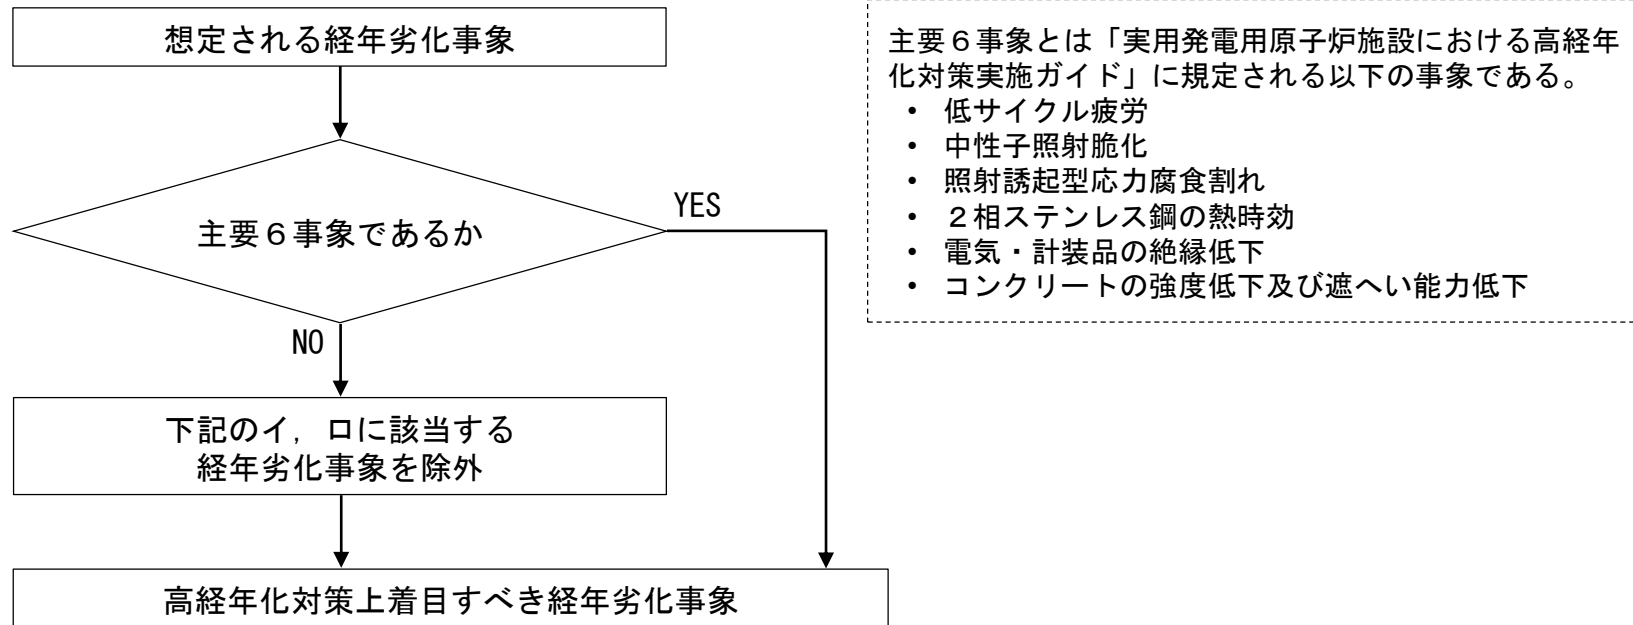 想定される経年劣化事象
主要６事象であるか
YES
NO
下記のイ，ロに該当する
経年劣化事象を除外
高経年化対策上着目すべき経年劣化事象
主要６事象とは「実用発電用原子炉施設における高経年
化対策実施ガイド」に規定される以下の事象である。
• 低サイクル疲労
• 中性子照射脆化
• 照射誘起型応力腐食割れ
• ２相ステンレス鋼の熱時効
• 電気・計装品の絶縁低下
• コンクリートの強度低下及び遮へい能力低下